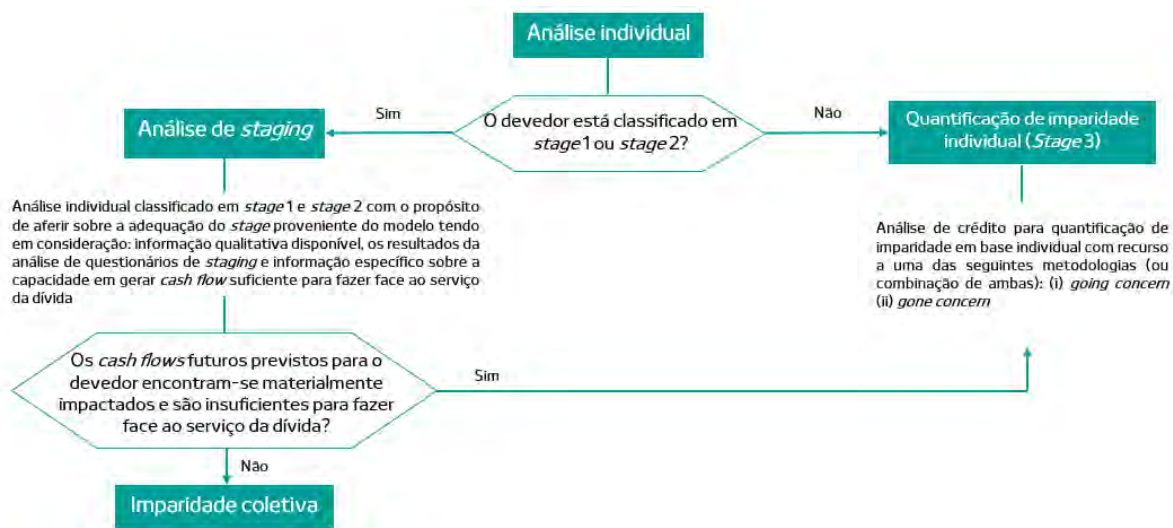 Análise individual
O devedor está classificado em
stage 1 ou stage 2?
Sim
Não
Análise de staging
Quantificação de imparidade
individual (Stage 3)
Análise individual classificado em stage 1 e stage 2 com o propósito
de aferir sobre a adequação do stage proveniente do modelo tendo
em consideração: informação qualitativa disponível, os resultados da
análise de questionários de staging e informação específico sobre a
capacidade em gerar cash flow suficiente para fazer face ao serviço
da dívida
Análise de crédito para quantificação de
imparidade em base individual com recurso
a uma das seguintes metodologias (ou
combinação de ambas): (i) going concern
(ii) gone concern
Os cash flows futuros previstos para o
devedor encontram-se materialmente
impactados e são insuficientes para fazer
face ao serviço da dívida?
Sim
Não
Imparidade coletiva